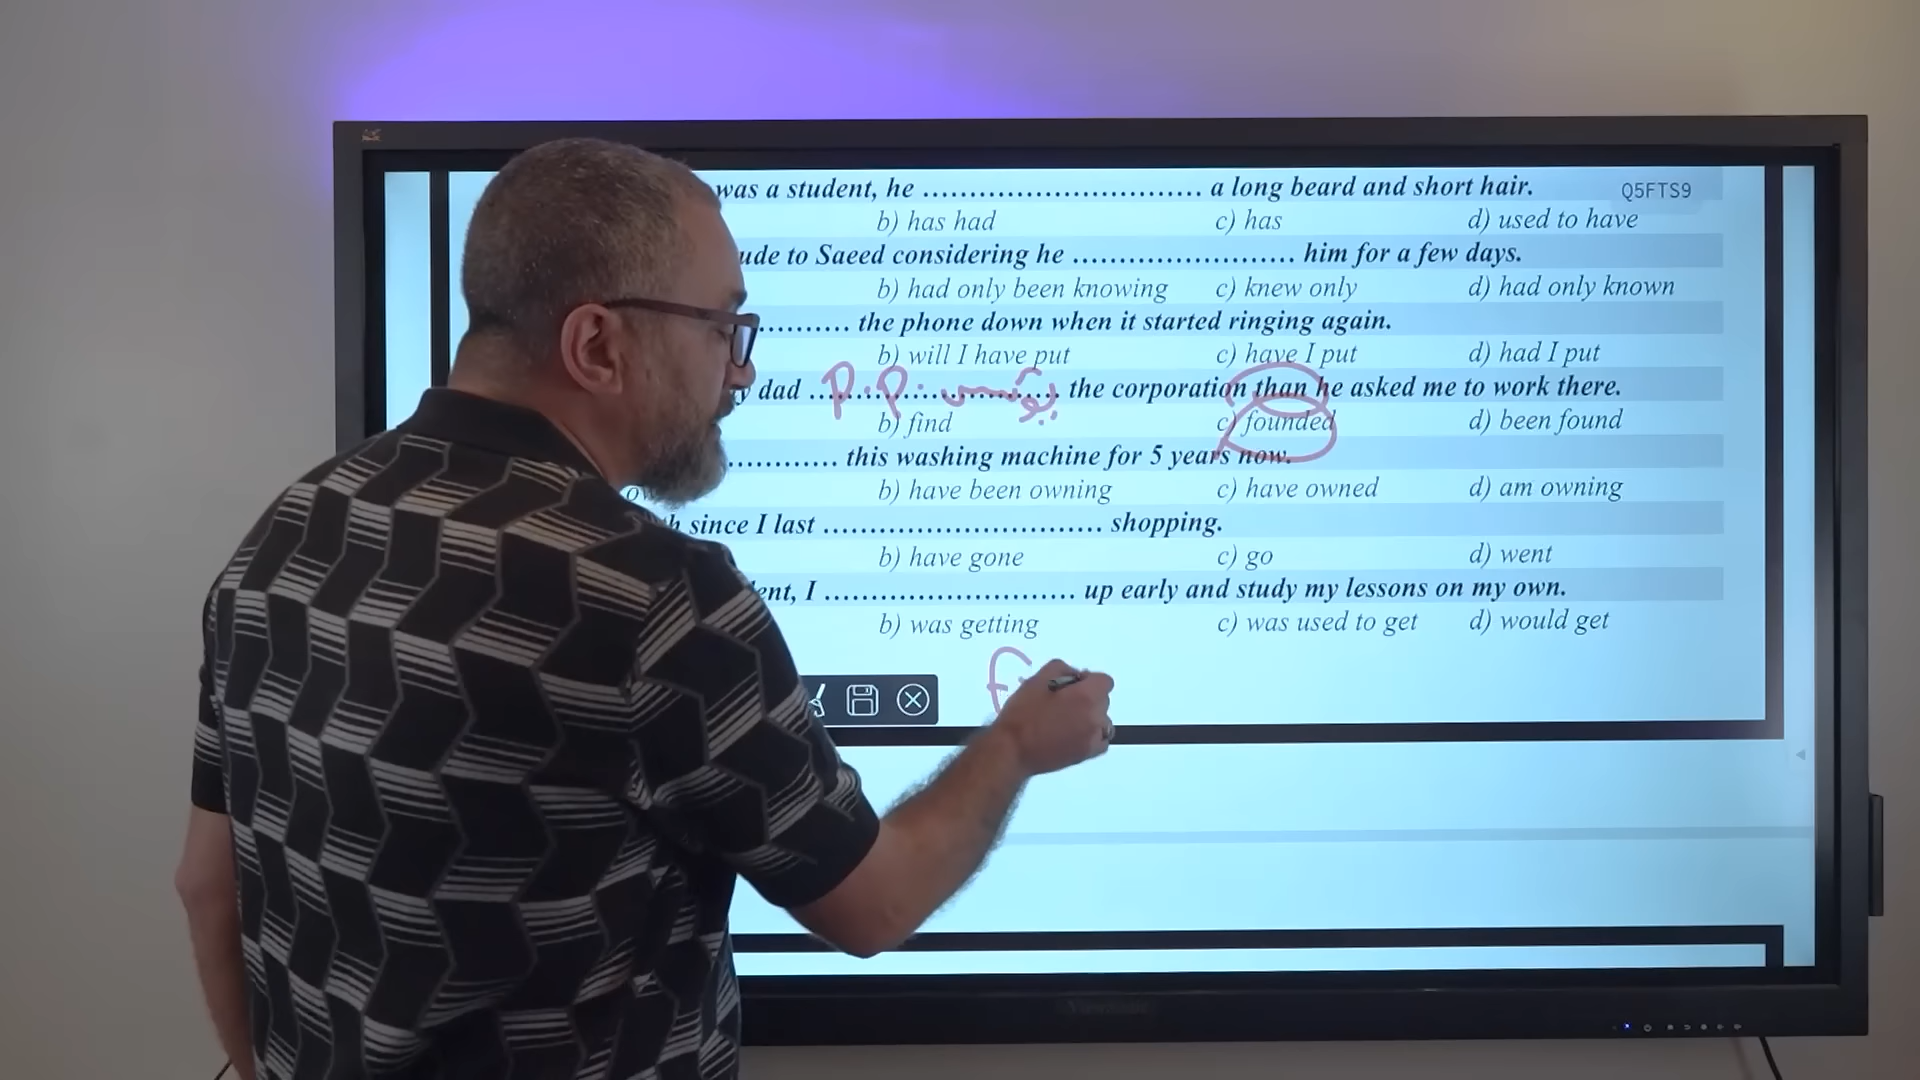 was a student, he .............................. a long beard and short hair. Q5FTS9
b) has had c) has d) used to have
ude to Saeed considering he ........................ him for a few days.
b) had only been knowing c) knew only d) had only known
.......... the phone down when it started ringing again.
b) will I have put c) have I put d) had I put
y dad ........................... the corporation than he asked me to work there.
P.P.
b) find c) founded d) been found
............ this washing machine for 5 years now.
ow
b) have been owning c) have owned d) am owning
h since I last .............................. shopping.
b) have gone c) go d) went
ent, I ........................... up early and study my lessons on my own.
b) was getting c) was used to get d) would get